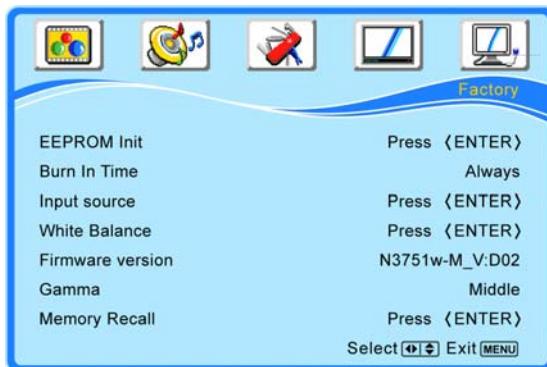 Factory
EEPROM Init Press 〈ENTER〉
Burn In Time Always
Input source Press 〈ENTER〉
White Balance Press 〈ENTER〉
Firmware version N3751w-M_V:D02
Gamma Middle
Memory Recall Press 〈ENTER〉
Select Exit MENU